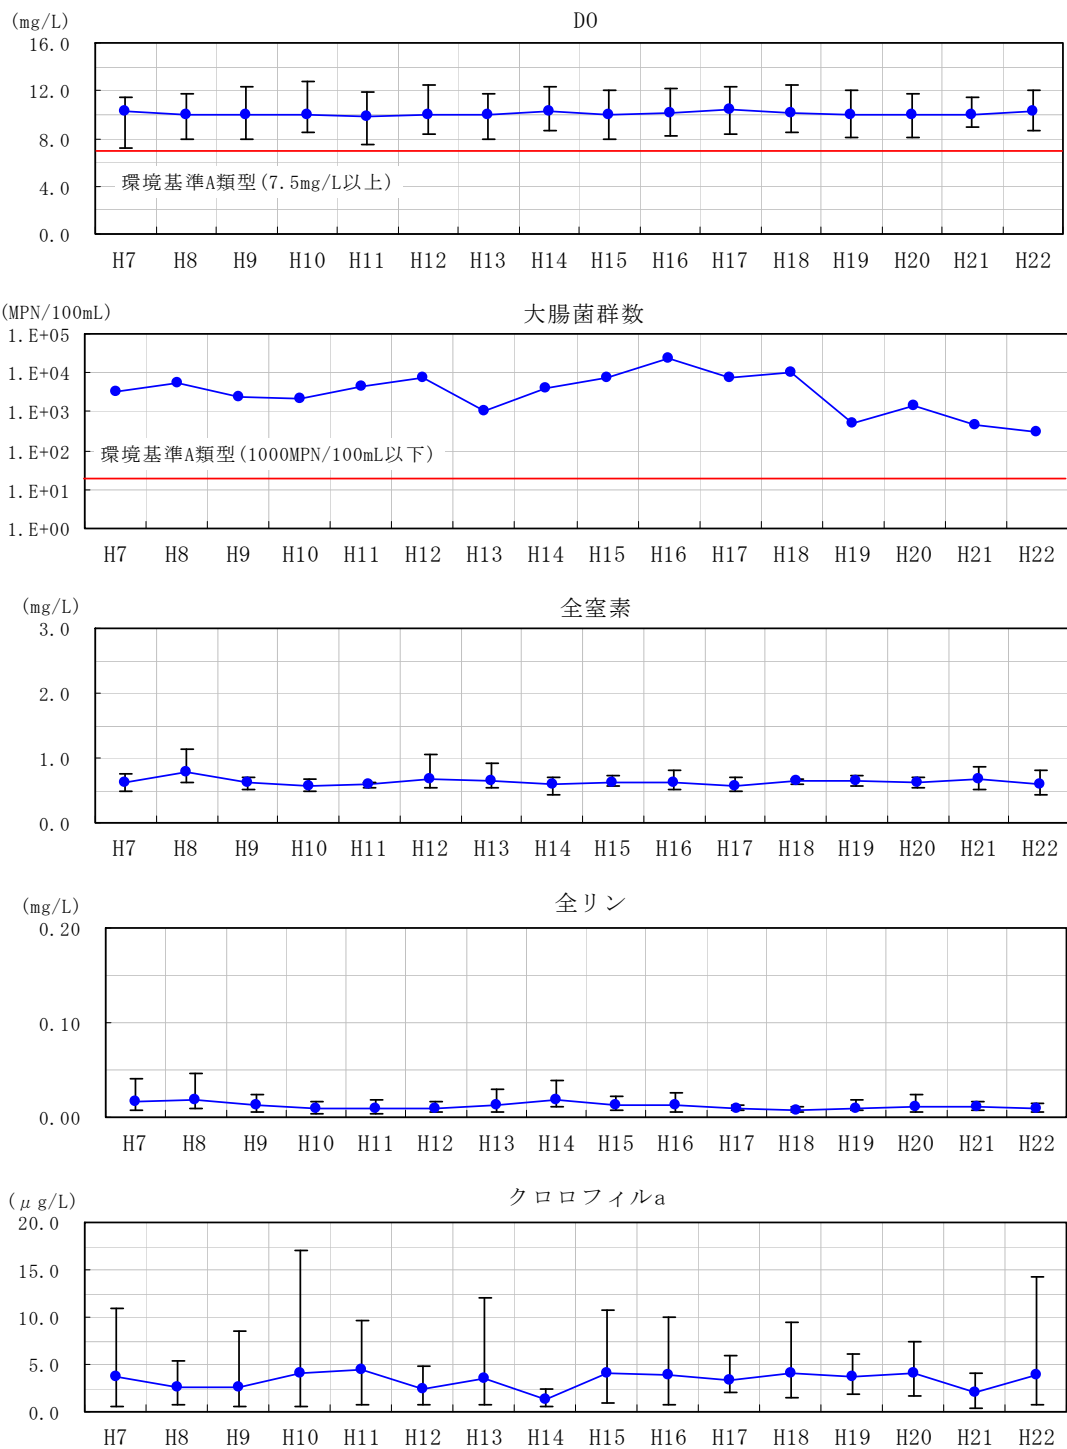 DO
(mg/L)
16.0
12.0
8.0
4.0
0.0
環境基準A類型(7.5mg/L以上)
H7 H8 H9 H10 H11 H12 H13 H14 H15 H16 H17 H18 H19 H20 H21 H22
大腸菌群数
(MPN/100mL)
1.E+05
1.E+04
1.E+03
1.E+02
1.E+01
1.E+00
環境基準A類型(1000MPN/100mL以下)
H7 H8 H9 H10 H11 H12 H13 H14 H15 H16 H17 H18 H19 H20 H21 H22
全窒素
(mg/L)
3.0
2.0
1.0
0.0
H7 H8 H9 H10 H11 H12 H13 H14 H15 H16 H17 H18 H19 H20 H21 H22
全リン
(mg/L)
0.20
0.10
0.00
H7 H8 H9 H10 H11 H12 H13 H14 H15 H16 H17 H18 H19 H20 H21 H22
クロロフィルa
(μg/L)
20.0
15.0
10.0
5.0
0.0
H7 H8 H9 H10 H11 H12 H13 H14 H15 H16 H17 H18 H19 H20 H21 H22